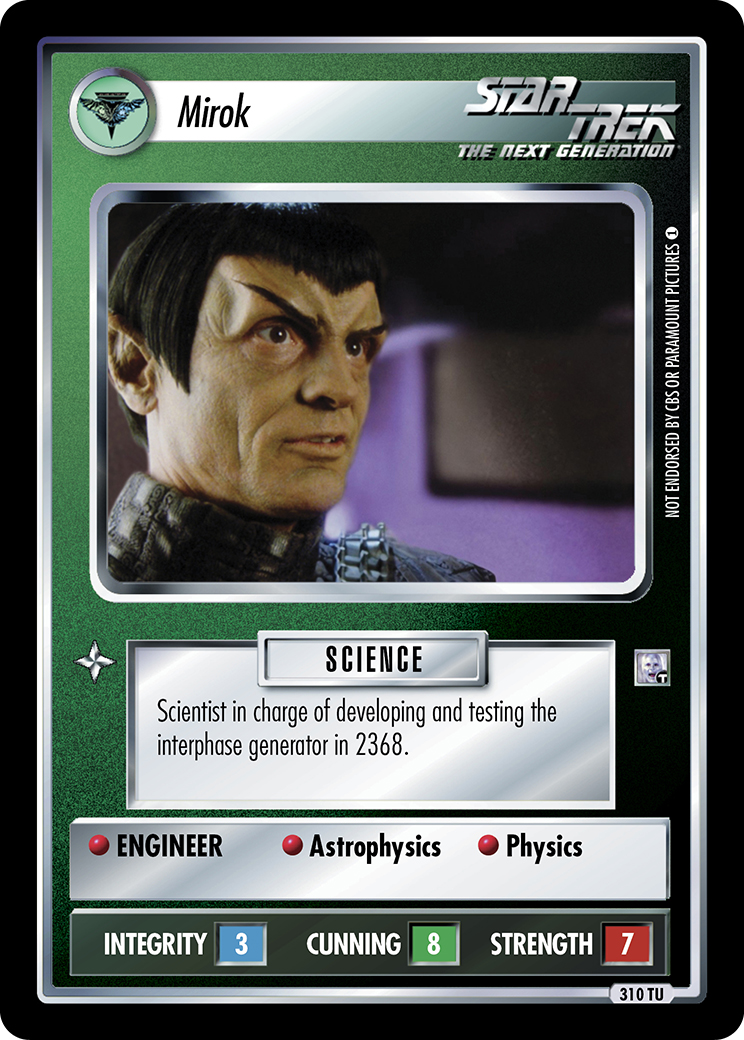 Mirok
STAR TREK
THE NEXT GENERATION
NOT ENDORSED BY CBS OR PARAMOUNT PICTURES 1
SCIENCE
T
Scientist in charge of developing and testing the
interphase generator in 2368.
ENGINEER Astrophysics Physics
INTEGRITY 3 CUNNING 8 STRENGTH 7
310 TU